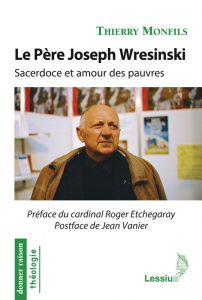 THIERRY MONFILS
Le Père Joseph Wresinski
Sacerdoce et amour des pauvres
Préface du cardinal Roger Etchegaray
Postface de Jean Vanier
donner raison
théologie